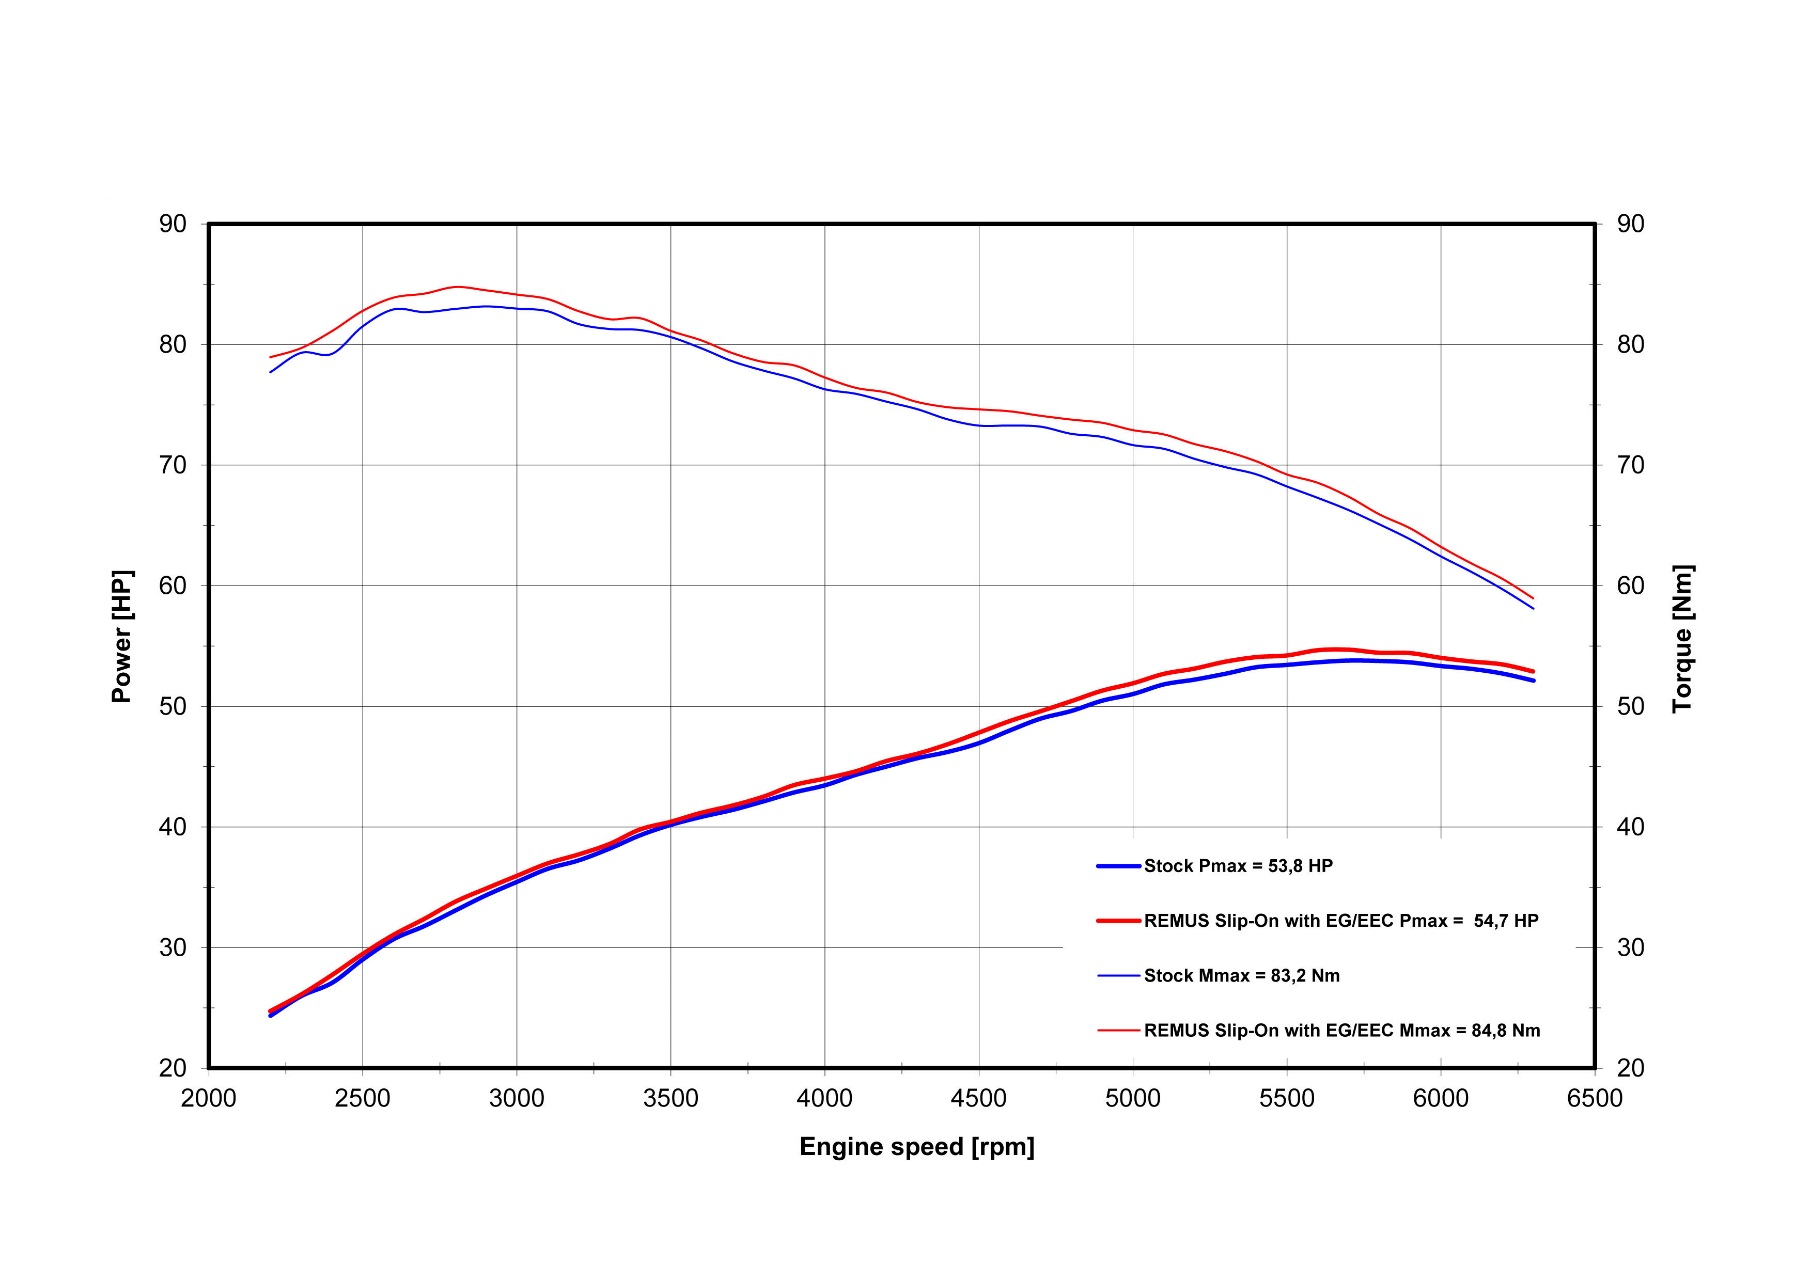 90
80
70
60
50
40
30
20
90
80
70
60
50
40
30
20
Power [HP]
Torque [Nm]
Stock Pmax = 53,8 HP
REMUS Slip-On with EG/EEC Pmax =  54,7 HP
Stock Mmax = 83,2 Nm
REMUS Slip-On with EG/EEC Mmax = 84,8 Nm
2000 2500 3000 3500 4000 4500 5000 5500 6000 6500
Engine speed [rpm]